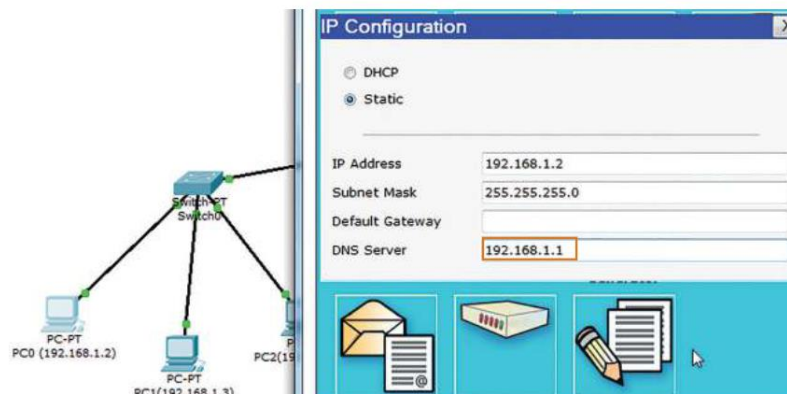 IP Configuration
X
DHCP
Static
IP Address 192.168.1.2
Subnet Mask 255.255.255.0
Default Gateway
DNS Server 192.168.1.1
Switch-PT
Switch0
PC-PT
PC0 (192.168.1.2)
PC-PT
PC1(192.168.1.3)
P
PC2(19
@